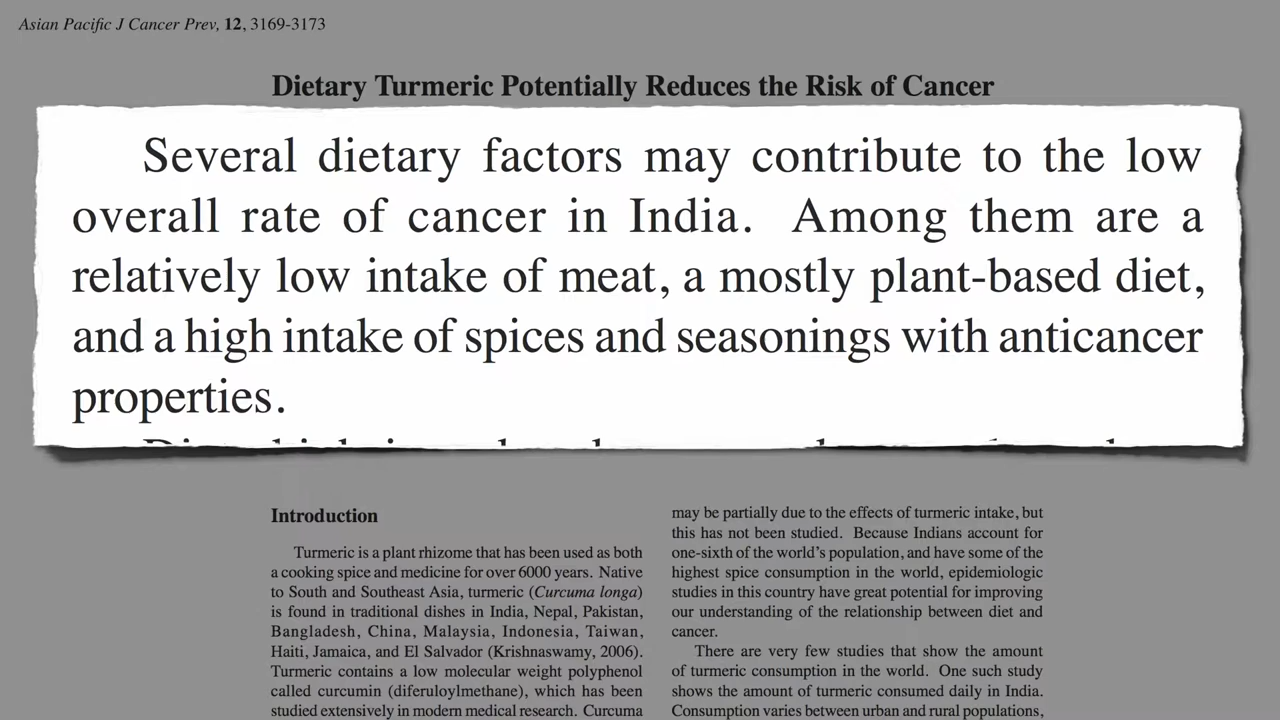 Asian Pacific J Cancer Prev, 12, 3169-3173
Dietary Turmeric Potentially Reduces the Risk of Cancer
Several dietary factors may contribute to the low
overall rate of cancer in India. Among them are a
relatively low intake of meat, a mostly plant-based diet,
and a high intake of spices and seasonings with anticancer
properties.
Introduction
Turmeric is a plant rhizome that has been used as both
a cooking spice and medicine for over 6000 years. Native
to South and Southeast Asia, turmeric (Curcuma longa)
is found in traditional dishes in India, Nepal, Pakistan,
Bangladesh, China, Malaysia, Indonesia, Taiwan,
Haiti, Jamaica, and El Salvador (Krishnaswamy, 2006).
Turmeric contains a low molecular weight polyphenol
called curcumin (diferuloylmethane), which has been
studied extensively in modern medical research. Curcuma
may be partially due to the effects of turmeric intake, but
this has not been studied. Because Indians account for
one-sixth of the world's population, and have some of the
highest spice consumption in the world, epidemiologic
studies in this country have great potential for improving
our understanding of the relationship between diet and
cancer.
There are very few studies that show the amount
of turmeric consumption in the world. One such study
shows the amount of turmeric consumed daily in India.
Consumption varies between urban and rural populations,